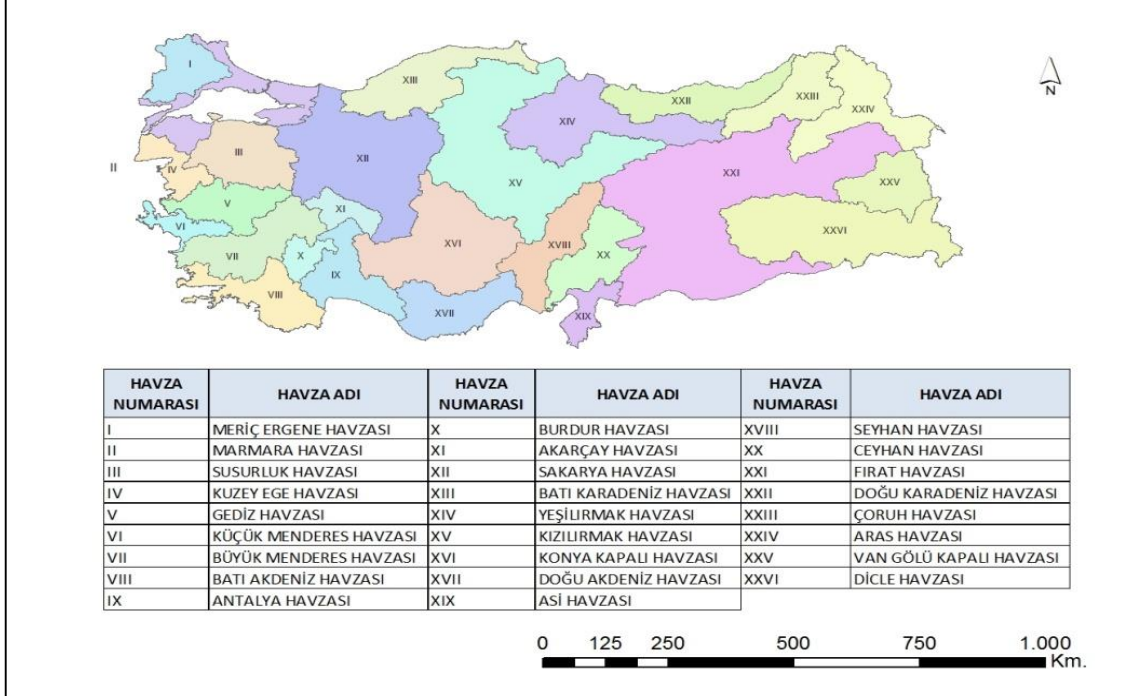 N
I
XIII
XXII
XXIII
XXIV
XIV
II
III
XII
IV
XV
XXI
XXV
V
XI
VI
XVI
XVIII
XXVI
VII
X
XX
IX
VIII
XVII
XIX
HAVZA NUMARASI HAVZA ADI HAVZA NUMARASI HAVZA ADI HAVZA NUMARASI HAVZA ADI
I MERİÇ ERGENE HAVZASI X BURDUR HAVZASI XVIII SEYHAN HAVZASI
II MARMARA HAVZASI XI AKARÇAY HAVZASI XX CEYHAN HAVZASI
III SUSURLUK HAVZASI XII SAKARYA HAVZASI XXI FIRAT HAVZASI
IV KUZEY EGE HAVZASI XIII BATI KARADENİZ HAVZASI XXII DOĞU KARADENİZ HAVZASI
V GEDİZ HAVZASI XIV YEŞİLIRMAK HAVZASI XXIII ÇORUH HAVZASI
VI KÜÇÜK MENDERES HAVZASI XV KIZILIRMAK HAVZASI XXIV ARAS HAVZASI
VII BÜYÜK MENDERES HAVZASI XVI KONYA KAPALI HAVZASI XXV VAN GÖLÜ KAPALI HAVZASI
VIII BATI AKDENİZ HAVZASI XVII DOĞU AKDENİZ HAVZASI XXVI DİCLE HAVZASI
IX ANTALYA HAVZASI XIX ASİ HAVZASI
0 125 250 500 750 1.000
Km.